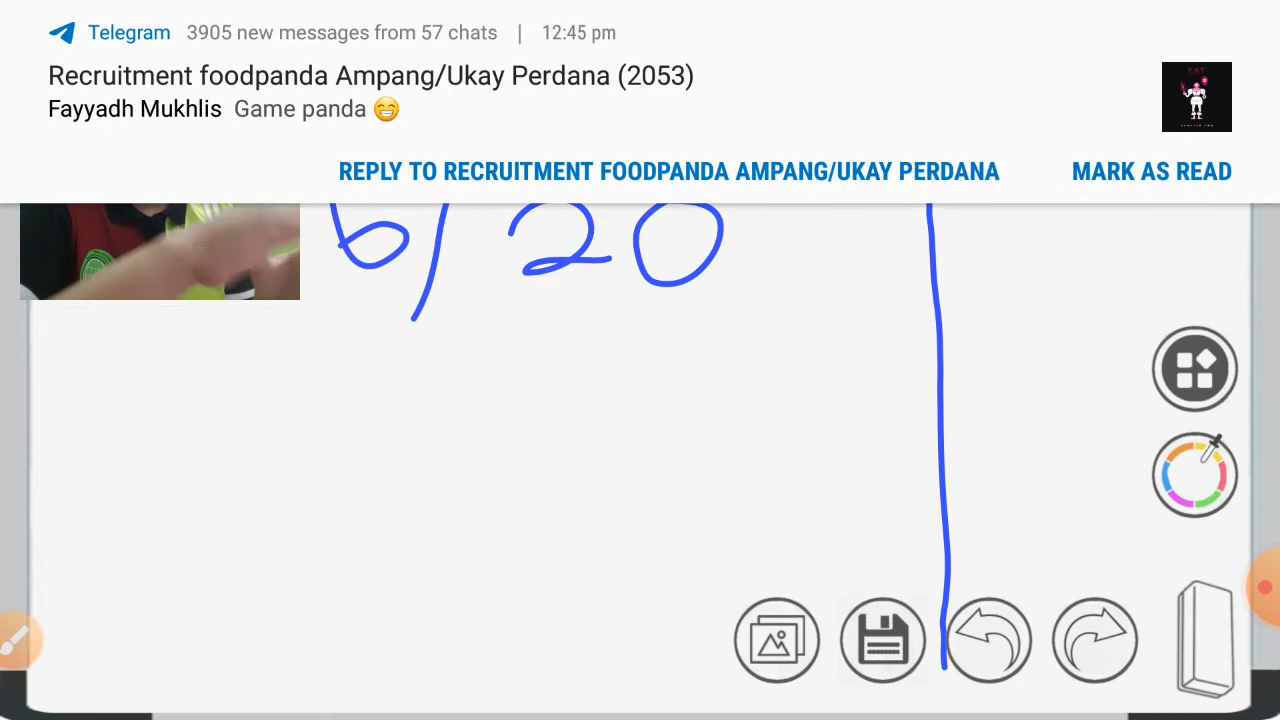 Telegram 3905 new messages from 57 chats | 12:45 pm
Recruitment foodpanda Ampang/Ukay Perdana (2053)
Fayyadh Mukhlis Game panda 😁
REPLY TO RECRUITMENT FOODPANDA AMPANG/UKAY PERDANA MARK AS READ
6/ 20